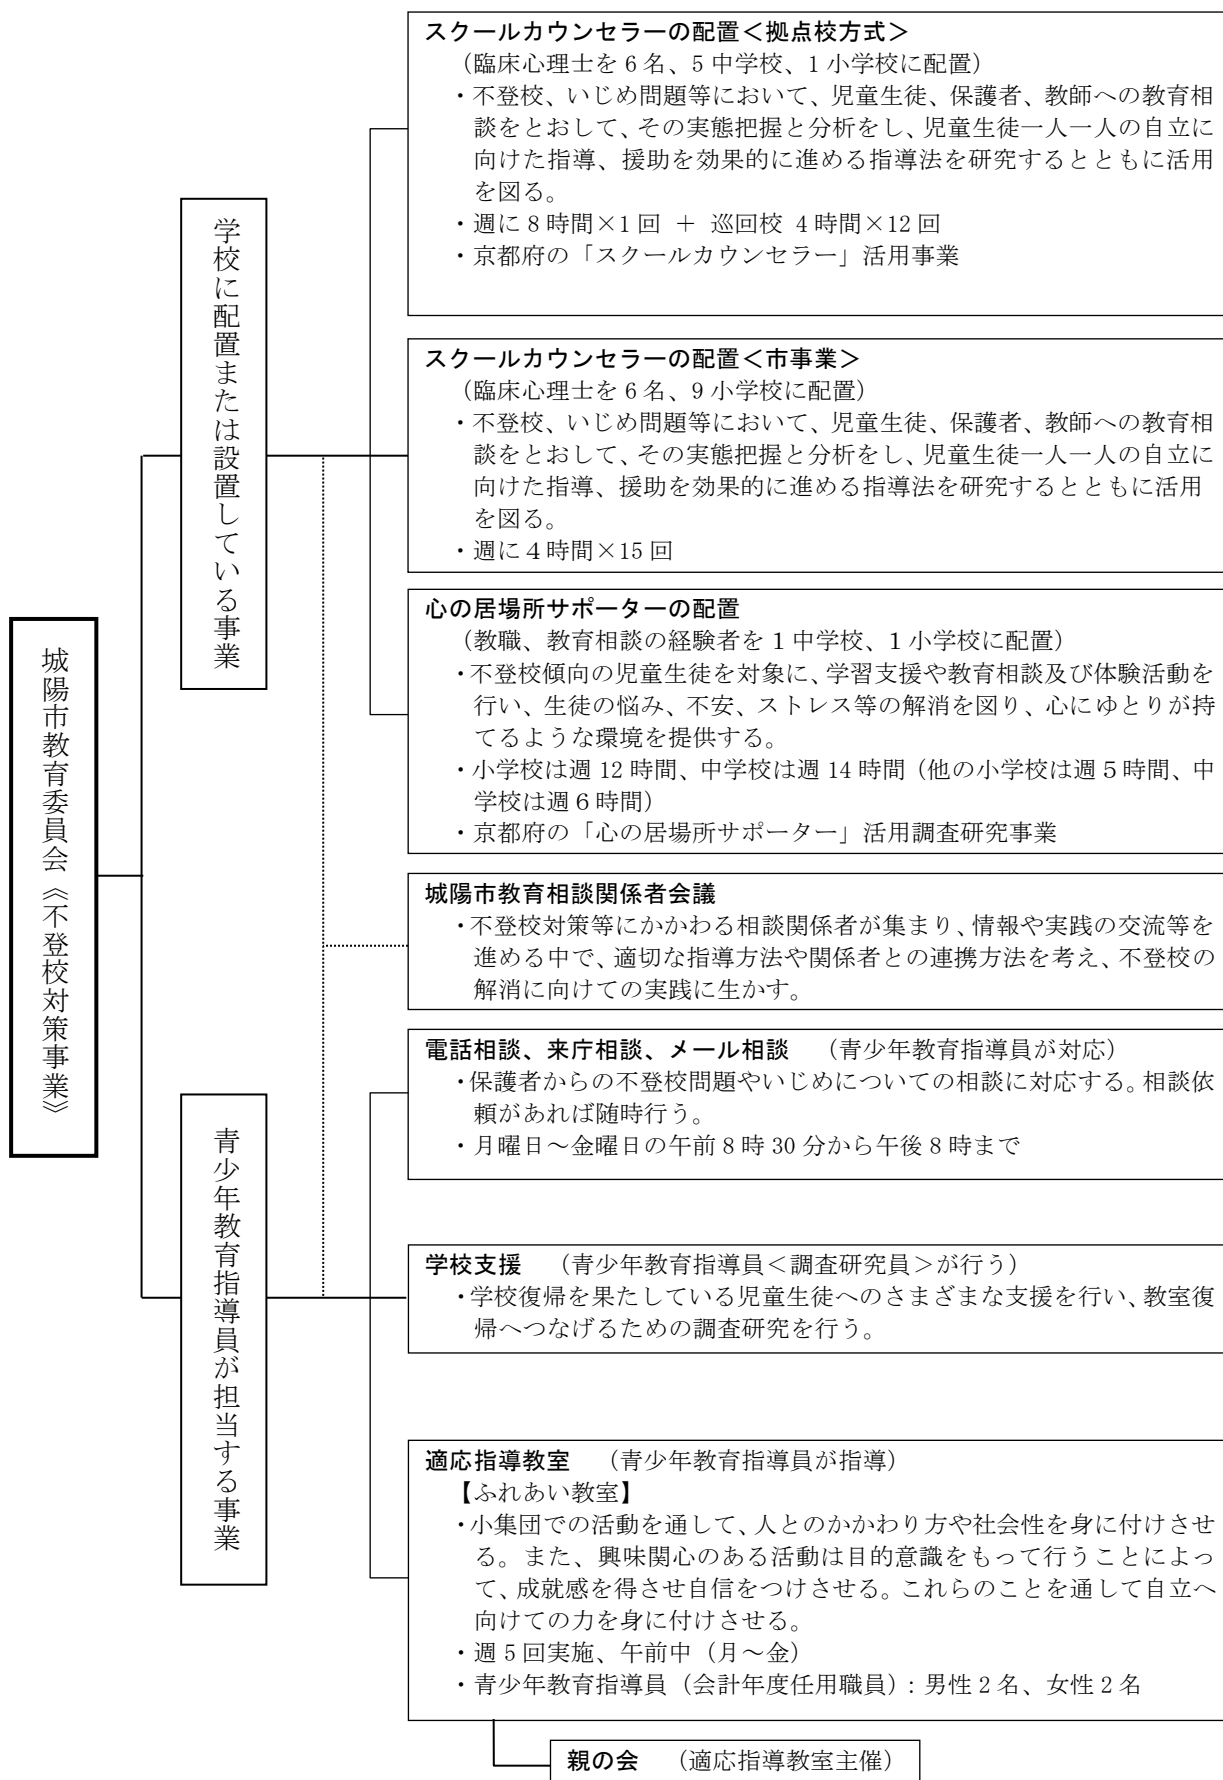 城陽市教育委員会《不登校対策事業》
学校に配置または設置している事業
スクールカウンセラーの配置＜拠点校方式＞
（臨床心理士を 6 名、5 中学校、1 小学校に配置）
・不登校、いじめ問題等において、児童生徒、保護者、教師への教育相
談をとおして、その実態把握と分析をし、児童生徒一人一人の自立に
向けた指導、援助を効果的に進める指導法を研究するとともに活用
を図る。
・週に 8 時間×1 回 ＋ 巡回校 4 時間×12 回
・京都府の「スクールカウンセラー」活用事業
スクールカウンセラーの配置＜市事業＞
（臨床心理士を 6 名、9 小学校に配置）
・不登校、いじめ問題等において、児童生徒、保護者、教師への教育相
談をとおして、その実態把握と分析をし、児童生徒一人一人の自立に
向けた指導、援助を効果的に進める指導法を研究するとともに活用
を図る。
・週に４時間×15 回
心の居場所サポーターの配置
（教職、教育相談の経験者を１中学校、１小学校に配置）
・不登校傾向の児童生徒を対象に、学習支援や教育相談及び体験活動を
行い、生徒の悩み、不安、ストレス等の解消を図り、心にゆとりが持
てるような環境を提供する。
・小学校は週 12 時間、中学校は週 14 時間（他の小学校は週５時間、中
学校は週６時間）
・京都府の「心の居場所サポーター」活用調査研究事業
城陽市教育相談関係者会議
・不登校対策等にかかわる相談関係者が集まり、情報や実践の交流等を
進める中で、適切な指導方法や関係者との連携方法を考え、不登校の
解消に向けての実践に生かす。
青少年教育指導員が担当する事業
電話相談、来庁相談、メール相談 （青少年教育指導員が対応）
・保護者からの不登校問題やいじめについての相談に対応する。相談依
頼があれば随時行う。
・月曜日～金曜日の午前 8 時 30 分から午後 8 時まで
学校支援 （青少年教育指導員＜調査研究員＞が行う）
・学校復帰を果たしている児童生徒へのさまざまな支援を行い、教室復
帰へつなげるための調査研究を行う。
適応指導教室 （青少年教育指導員が指導）
【ふれあい教室】
・小集団での活動を通して、人とのかかわり方や社会性を身に付けさせ
る。また、興味関心のある活動は目的意識をもって行うことによっ
て、成就感を得させ自信をつけさせる。これらのことを通して自立へ
向けての力を身に付けさせる。
・週 5 回実施、午前中（月～金）
・青少年教育指導員（会計年度任用職員）：男性 2 名、女性 2 名
親の会 （適応指導教室主催）